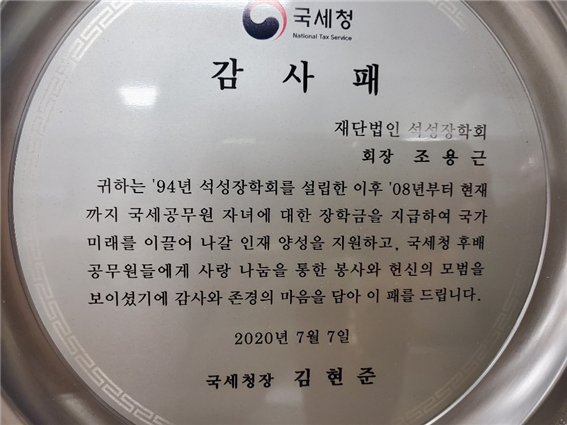 국세청
National Tax Service
감 사 패
재단법인 석성장학회
회장 조 용 근
귀하는 '94년 석성장학회를 설립한 이후 '08년부터 현재
까지 국세공무원 자녀에 대한 장학금을 지급하여 국가
미래를 이끌어 나갈 인재 양성을 지원하고, 국세청 후배
공무원들에게 사랑 나눔을 통한 봉사와 헌신의 모범을
보이셨기에 감사와 존경의 마음을 담아 이 패를 드립니다.
2020년 7월 7일
국세청장 김 현 준